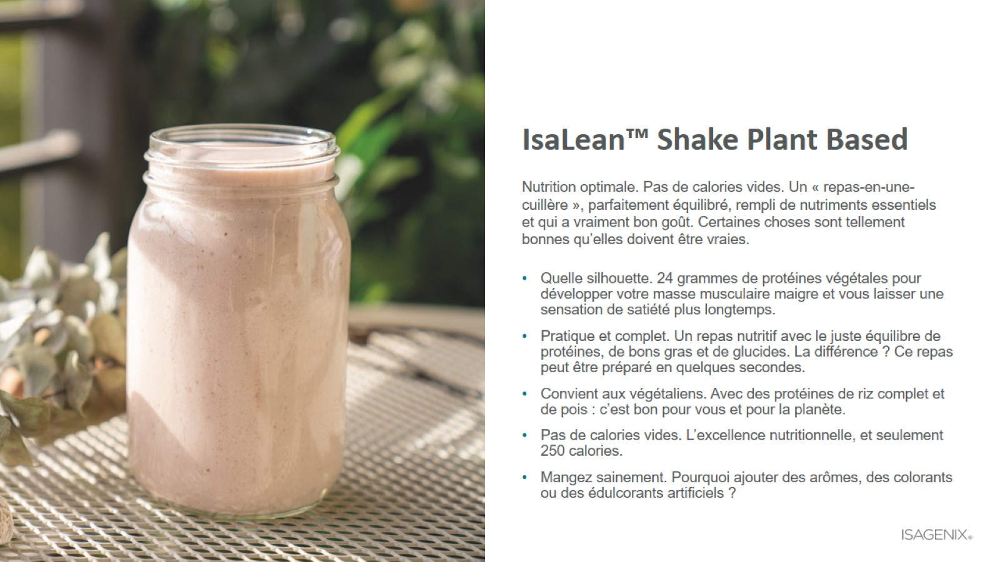 IsaLean™ Shake Plant Based
Nutrition optimale. Pas de calories vides. Un « repas-en-une-
cuillère », parfaitement équilibré, rempli de nutriments essentiels
et qui a vraiment bon goût. Certaines choses sont tellement
bonnes qu’elles doivent être vraies.
• Quelle silhouette. 24 grammes de protéines végétales pour
développer votre masse musculaire maigre et vous laisser une
sensation de satiété plus longtemps.
• Pratique et complet. Un repas nutritif avec le juste équilibre de
protéines, de bons gras et de glucides. La différence ? Ce repas
peut être préparé en quelques secondes.
• Convient aux végétaliens. Avec des protéines de riz complet et
de pois : c’est bon pour vous et pour la planète.
• Pas de calories vides. L’excellence nutritionnelle, et seulement
250 calories.
• Mangez sainement. Pourquoi ajouter des arômes, des colorants
ou des édulcorants artificiels ?
ISAGENIX®